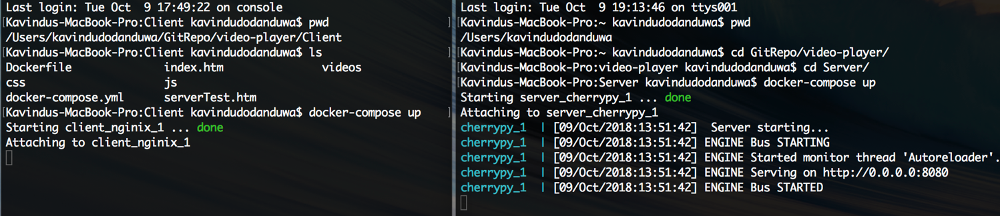 Last login: Tue Oct  9 17:49:22 on console
[Kavindus-MacBook-Pro:Client kavindudodanduwa$ pwd ]
/Users/kavindudodanduwa/GitRepo/video-player/Client
[Kavindus-MacBook-Pro:Client kavindudodanduwa$ ls ]
Dockerfile index.htm videos
css js
docker-compose.yml serverTest.htm
[Kavindus-MacBook-Pro:Client kavindudodanduwa$ docker-compose up ]
Starting client_nginix_1 ... done
Attaching to client_nginix_1
Last login: Tue Oct  9 19:13:46 on ttys001
[Kavindus-MacBook-Pro:~ kavindudodanduwa$ pwd
/Users/kavindudodanduwa
[Kavindus-MacBook-Pro:~ kavindudodanduwa$ cd GitRepo/video-player/
[Kavindus-MacBook-Pro:video-player kavindudodanduwa$ cd Server/
[Kavindus-MacBook-Pro:Server kavindudodanduwa$ docker-compose up
Starting server_cherrypy_1 ... done
Attaching to server_cherrypy_1
cherrypy_1  | [09/Oct/2018:13:51:42]  Server starting...
cherrypy_1  | [09/Oct/2018:13:51:42] ENGINE Bus STARTING
cherrypy_1  | [09/Oct/2018:13:51:42] ENGINE Started monitor thread 'Autoreloader'.
cherrypy_1  | [09/Oct/2018:13:51:42] ENGINE Serving on http://0.0.0.0:8080
cherrypy_1  | [09/Oct/2018:13:51:42] ENGINE Bus STARTED